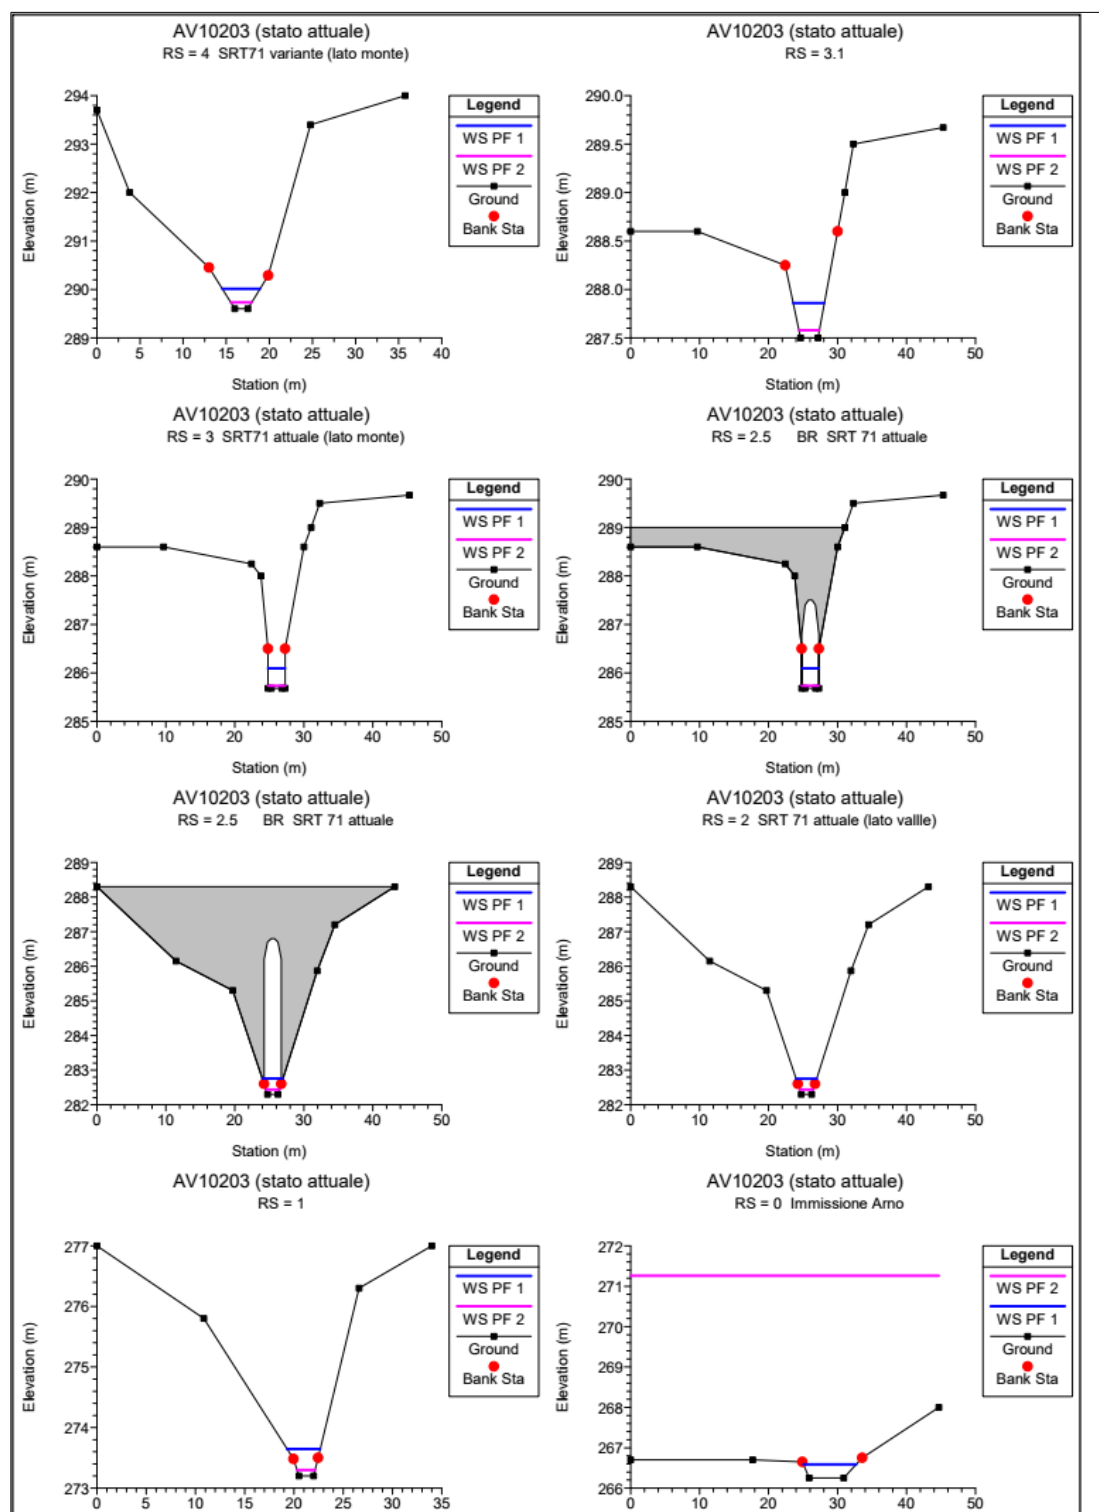 AV10203 (stato attuale)
RS = 4 SRT71 variante (lato monte)
294
293
292
291
290
289
0 5 10 15 20 25 30 35 40
Station (m)
Elevation (m)
Legend
WS PF 1
WS PF 2
Ground
Bank Sta
AV10203 (stato attuale)
RS = 3.1
290.0
289.5
289.0
288.5
288.0
287.5
0 10 20 30 40 50
Station (m)
Elevation (m)
Legend
WS PF 1
WS PF 2
Ground
Bank Sta
AV10203 (stato attuale)
RS = 3 SRT71 attuale (lato monte)
290
289
288
287
286
285
0 10 20 30 40 50
Station (m)
Elevation (m)
Legend
WS PF 1
WS PF 2
Ground
Bank Sta
AV10203 (stato attuale)
RS = 2.5 BR SRT 71 attuale
290
289
288
287
286
285
0 10 20 30 40 50
Station (m)
Elevation (m)
Legend
WS PF 1
WS PF 2
Ground
Bank Sta
AV10203 (stato attuale)
RS = 2.5 BR SRT 71 attuale
289
288
287
286
285
284
283
282
0 10 20 30 40 50
Station (m)
Elevation (m)
Legend
WS PF 1
WS PF 2
Ground
Bank Sta
AV10203 (stato attuale)
RS = 2 SRT 71 attuale (lato vallle)
289
288
287
286
285
284
283
282
0 10 20 30 40 50
Station (m)
Elevation (m)
Legend
WS PF 1
WS PF 2
Ground
Bank Sta
AV10203 (stato attuale)
RS = 1
277
276
275
274
273
0 5 10 15 20 25 30 35
Elevation (m)
Legend
WS PF 1
WS PF 2
Ground
Bank Sta
AV10203 (stato attuale)
RS = 0 Immissione Arno
272
271
270
269
268
267
266
0 10 20 30 40 50
Elevation (m)
Legend
WS PF 2
WS PF 1
Ground
Bank Sta